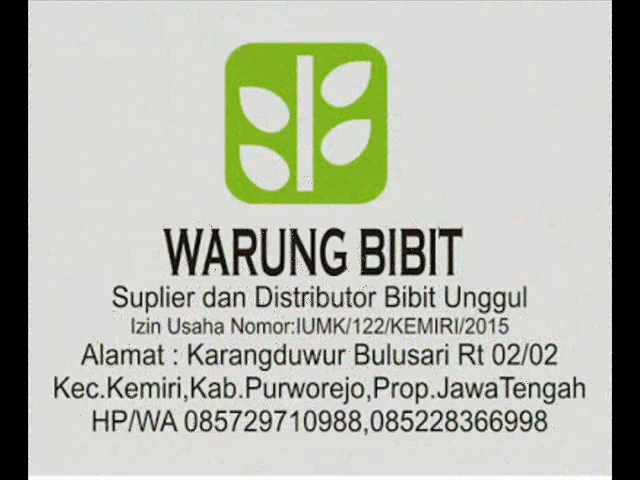 WARUNG BIBIT
Suplier dan Distributor Bibit Unggul
Izin Usaha Nomor:IUMK/122/KEMIRI/2015
Alamat : Karangduwur Bulusari Rt 02/02
Kec.Kemiri,Kab.Purworejo,Prop.JawaTengah
HP/WA 085729710988,085228366998